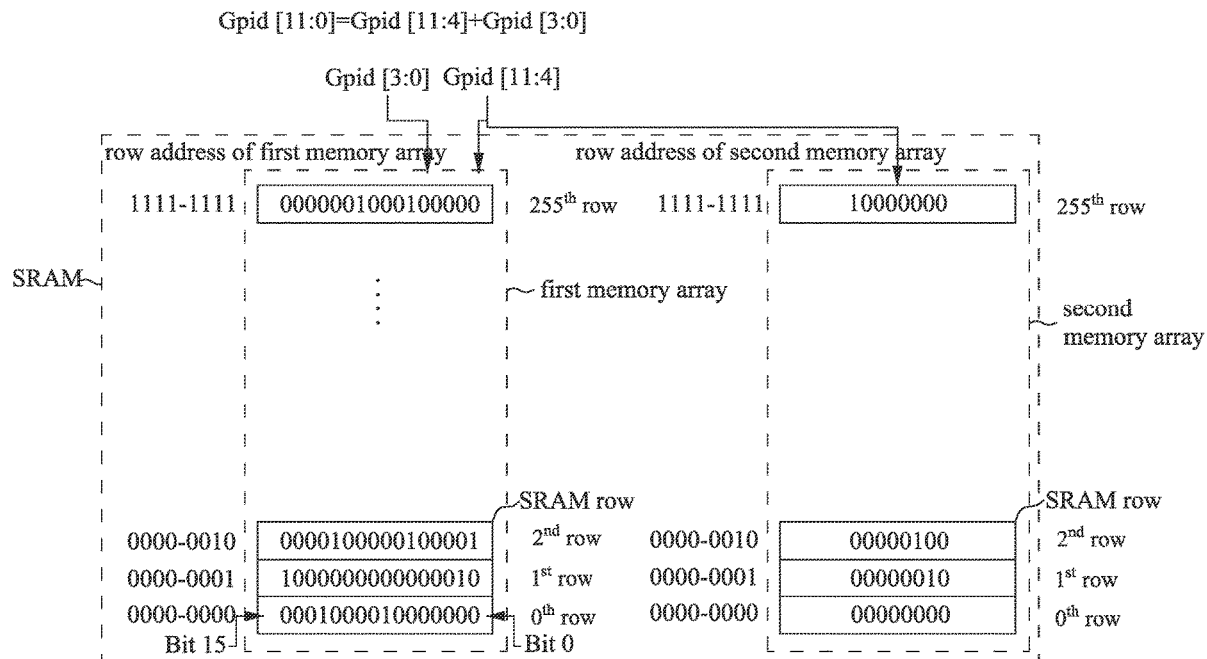 Gpid [11:0]=Gpid [11:4]+Gpid [3:0]
Gpid [3:0] Gpid [11:4]
row address of first memory array row address of second memory array
1111-1111 0000001000100000 255th row 1111-1111 10000000 255th row
SRAM
first memory array
second
memory array
SRAM row SRAM row
0000-0010 0000100000100001 2nd row 0000-0010 00000100 2nd row
0000-0001 1000000000000010 1st row 0000-0001 00000010 1st row
0000-0000 0001000010000000 0th row 0000-0000 00000000 0th row
Bit 15 Bit 0